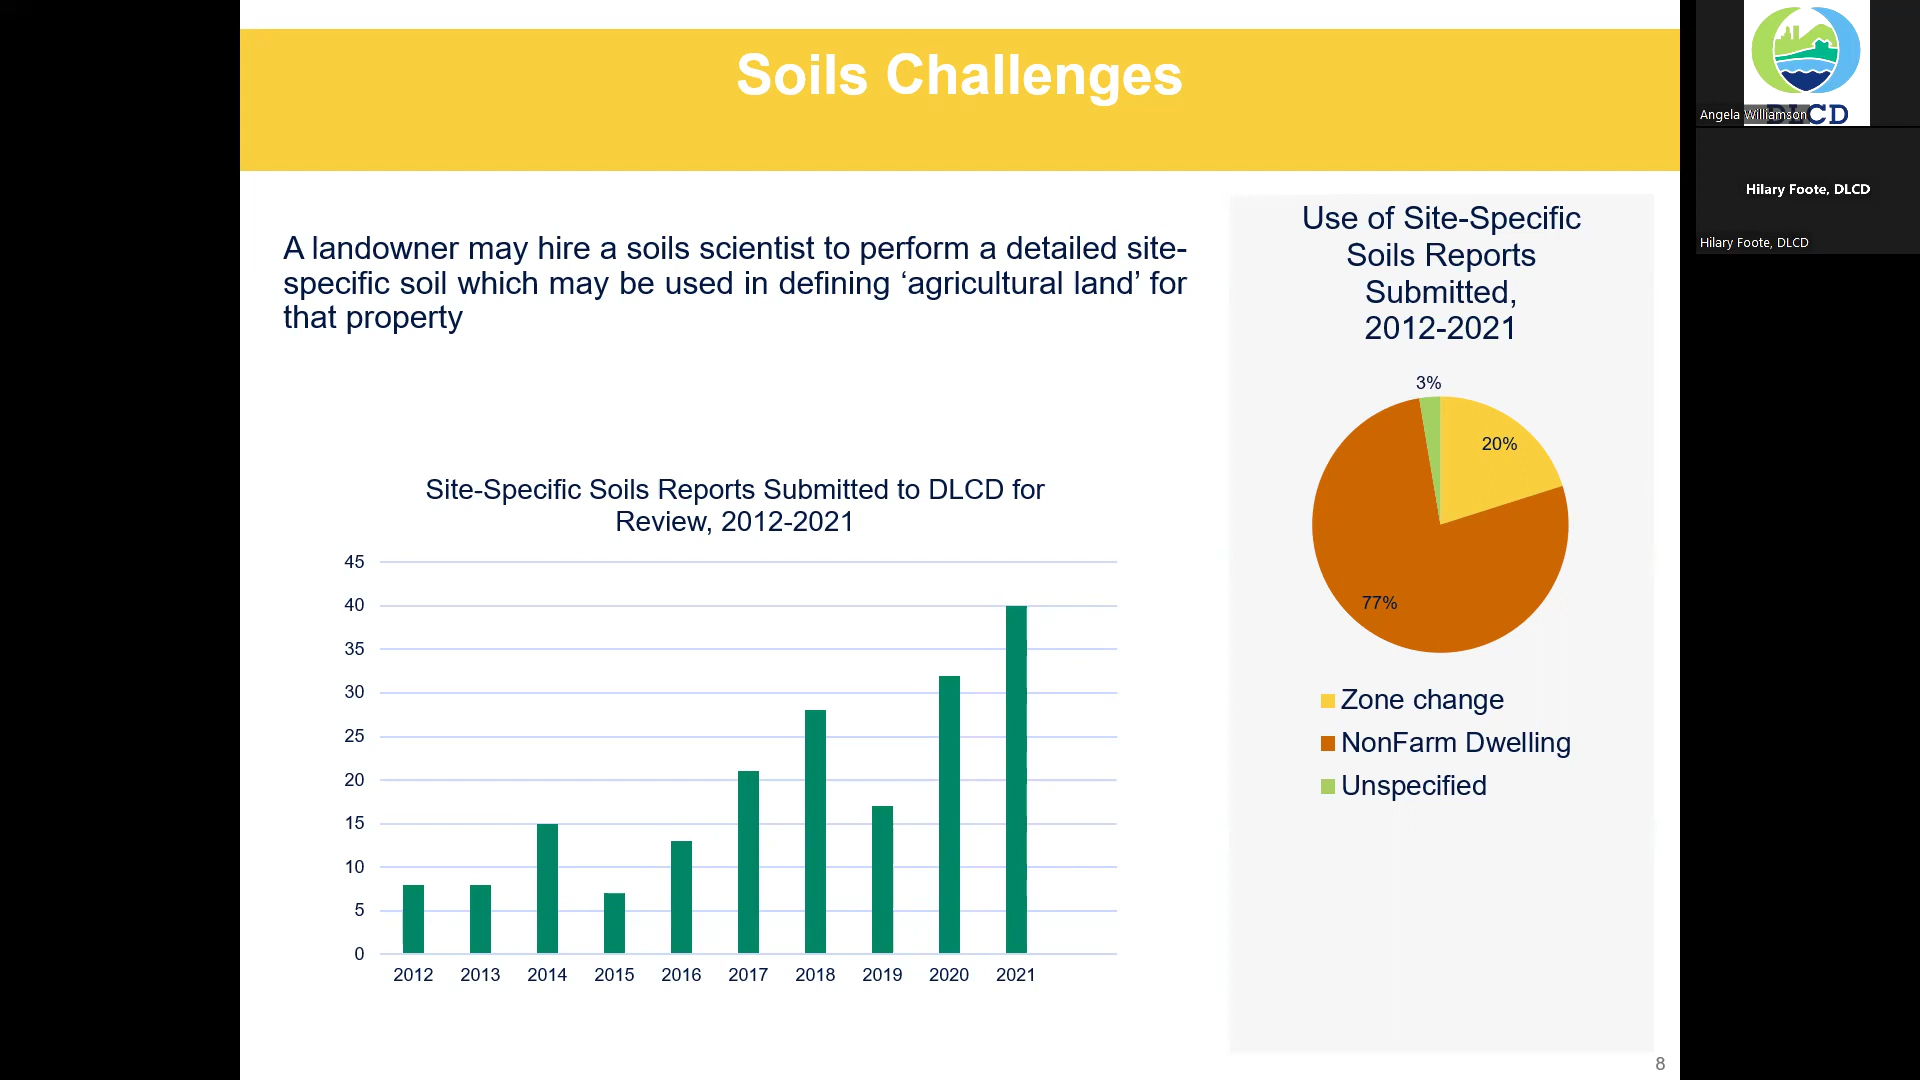 Soils Challenges
A landowner may hire a soils scientist to perform a detailed site-
specific soil which may be used in defining ‘agricultural land’ for
that property
Site-Specific Soils Reports Submitted to DLCD for
Review, 2012-2021
45
40
35
30
25
20
15
10
5
0
2012 2013 2014 2015 2016 2017 2018 2019 2020 2021
Use of Site-Specific
Soils Reports
Submitted,
2012-2021
3%
20%
77%
Zone change
NonFarm Dwelling
Unspecified
8
DLCD
Angela Williamson
Hilary Foote, DLCD
Hilary Foote, DLCD